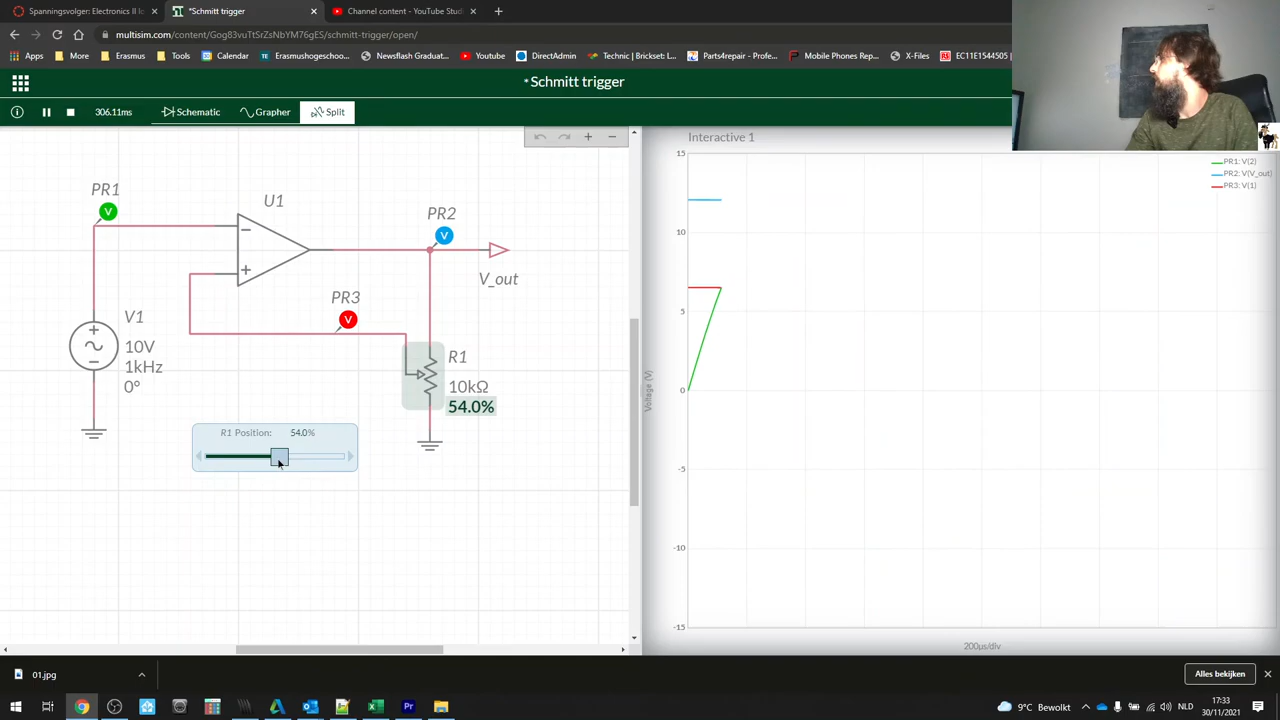 Spanningsvolger: Electronics II l
*Schmitt trigger
Channel content - YouTube Stud
multisim.com/content/Gog83vuTtSrZsNbYM76gES/schmitt-trigger/open/
Apps
More
Erasmus
Tools
Calendar
Erasmushogeschool...
Newsflash Graduat...
Youtube
DirectAdmin
Technic | Brickset L...
Parts4repair - Profe...
Mobile Phones Rep...
X-Files
EC11E1544505
*Schmitt trigger
306.11ms
Schematic
Grapher
Split
Interactive 1
PR1: V(2)
PR2: V(V_out)
PR3: V(1)
15
10
5
0
-5
-10
-15
Voltage (V)
200µs/div
PR1
V
U1
PR2
V
V_out
PR3
V
V1
10V
1kHz
0°
R1
10kΩ
54.0%
R1 Position: 54.0%
01.jpg
Alles bekijken
9°C Bewolkt
NLD
17:33
30/11/2021